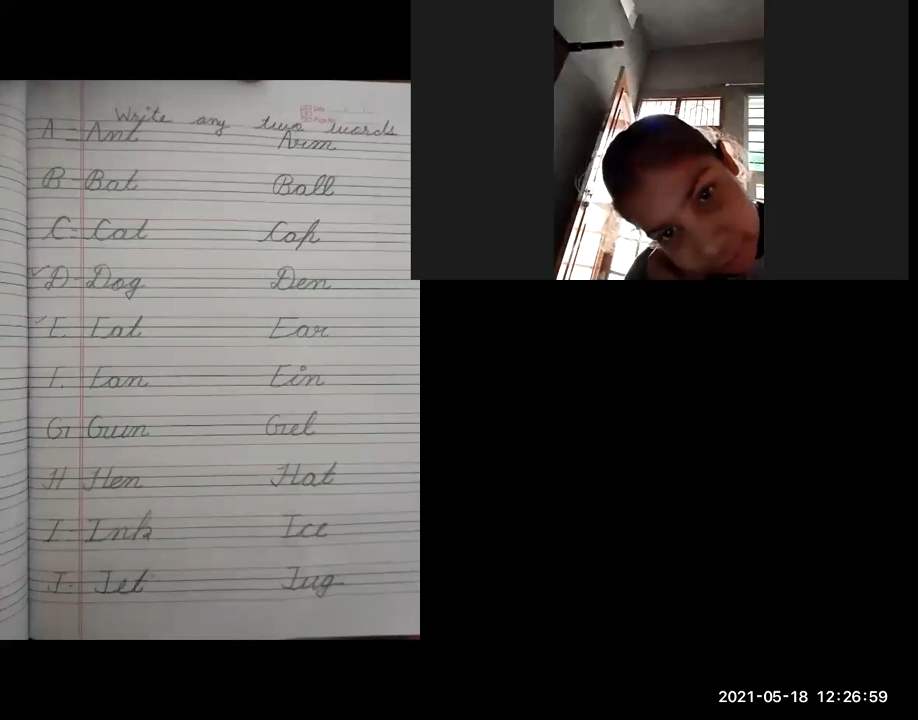 Write any two words
A - Ant Arm
B - Bat Ball
C - Cat Cap
D - Dog Den
E Eat Ear
F. Fan Fin
G Gun Gel
H Hen Hat
I - Ink Ice
J - Jet Jug
2021-05-18 12:26:59